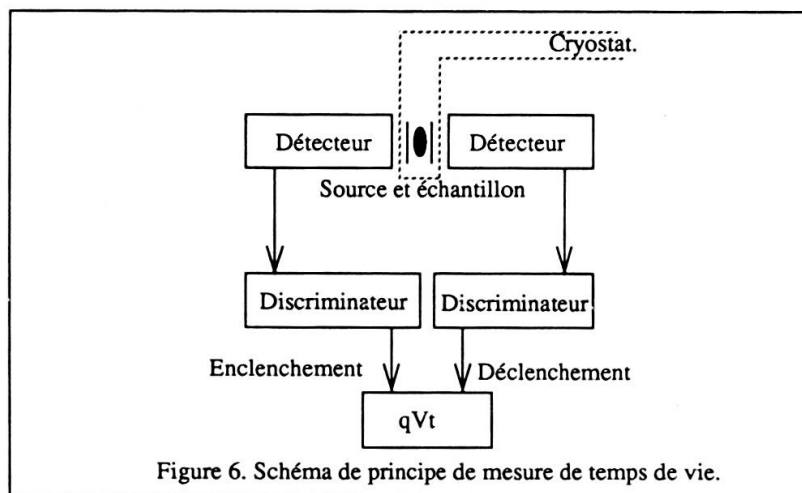 Cryostat.
Détecteur Détecteur
Source et échantillon
Discriminateur Discriminateur
Enclenchement Déclenchement
qVt
Figure 6. Schéma de principe de mesure de temps de vie.